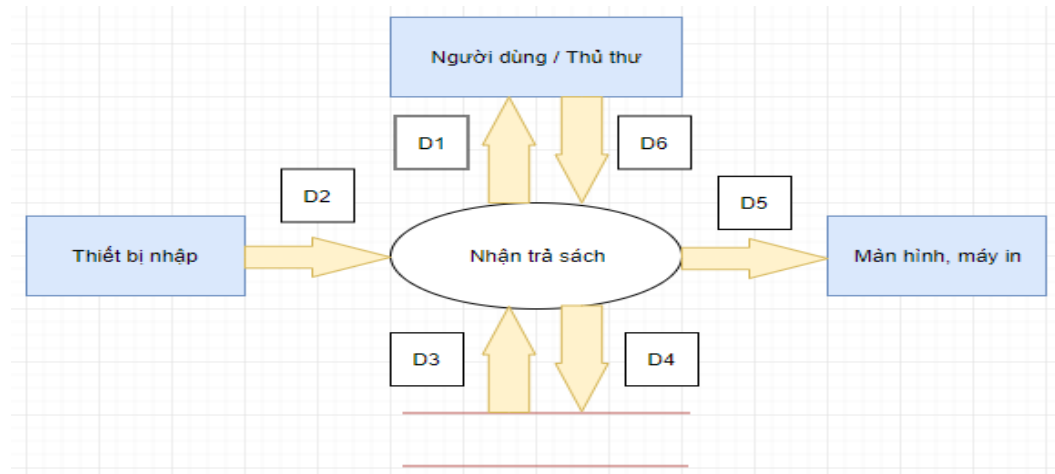 Người dùng / Thủ thư
D1
D6
D2
D5
Thiết bị nhập
Nhận trả sách
Màn hình, máy in
D3
D4